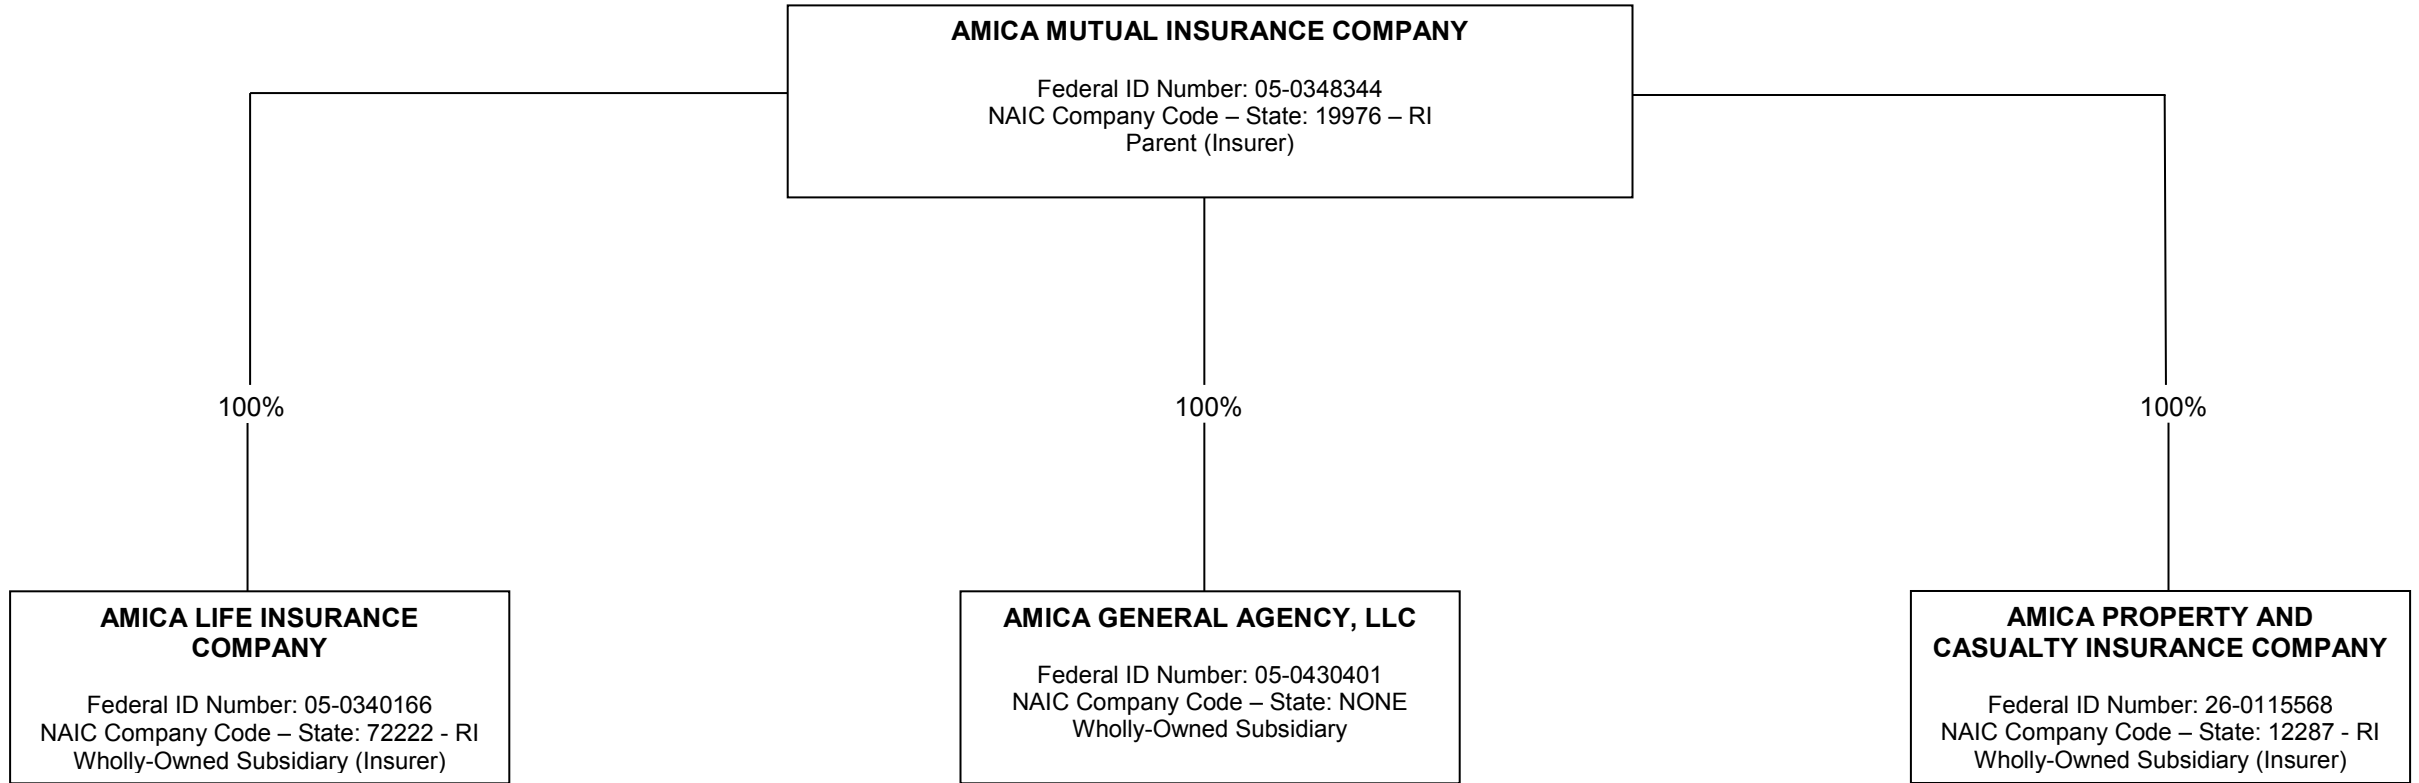 AMICA MUTUAL INSURANCE COMPANY
Federal ID Number: 05-0348344
NAIC Company Code – State: 19976 – RI
Parent (Insurer)
100%
100%
100%
AMICA LIFE INSURANCE
COMPANY
Federal ID Number: 05-0340166
NAIC Company Code – State: 72222 - RI
Wholly-Owned Subsidiary (Insurer)
AMICA GENERAL AGENCY, LLC
Federal ID Number: 05-0430401
NAIC Company Code – State: NONE
Wholly-Owned Subsidiary
AMICA PROPERTY AND
CASUALTY INSURANCE COMPANY
Federal ID Number: 26-0115568
NAIC Company Code – State: 12287 - RI
Wholly-Owned Subsidiary (Insurer)